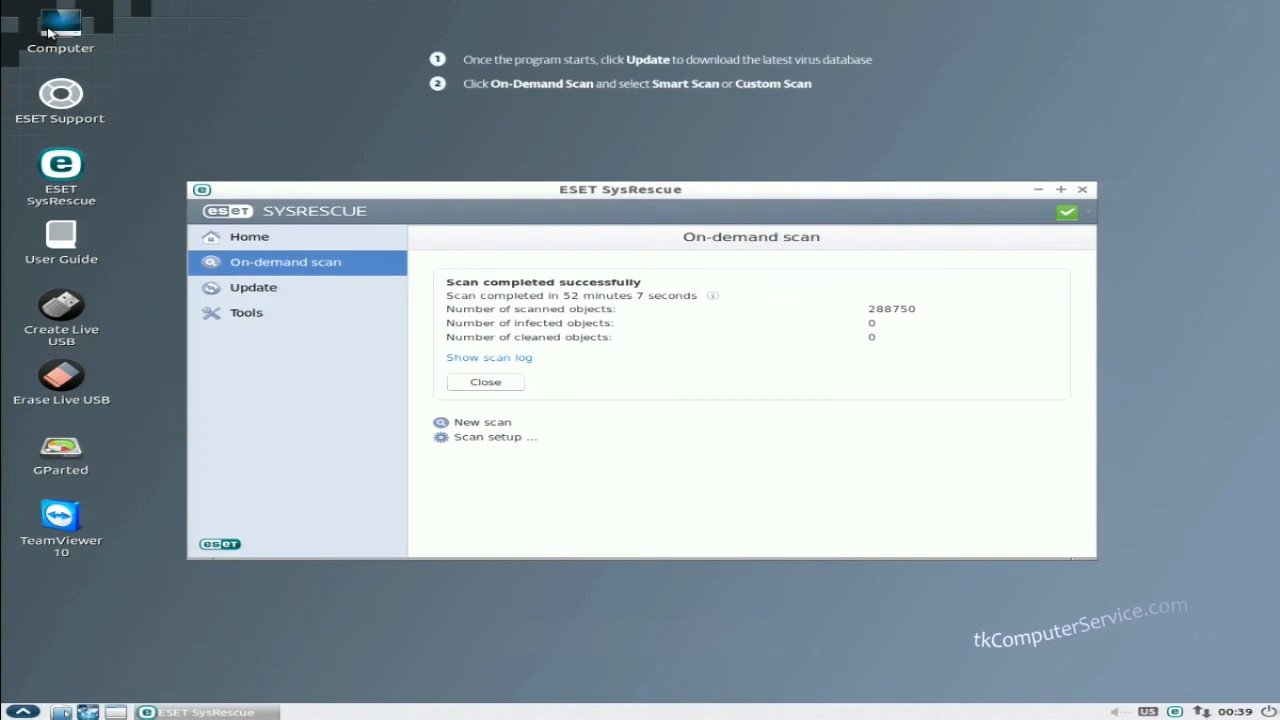 Computer
ESET Support
ESET
SysRescue
User Guide
Create Live
USB
Erase Live USB
GParted
TeamViewer
10
1 Once the program starts, click Update to download the latest virus database
2 Click On-Demand Scan and select Smart Scan or Custom Scan
ESET SysRescue
eset SYSRESCUE
Home
On-demand scan
Update
Tools
eset
On-demand scan
Scan completed successfully
Scan completed in 52 minutes 7 seconds
Number of scanned objects: 288750
Number of infected objects: 0
Number of cleaned objects: 0
Show scan log
Close
New scan
Scan setup ...
tkComputerService.com
ESET SysRescue
US
00:39